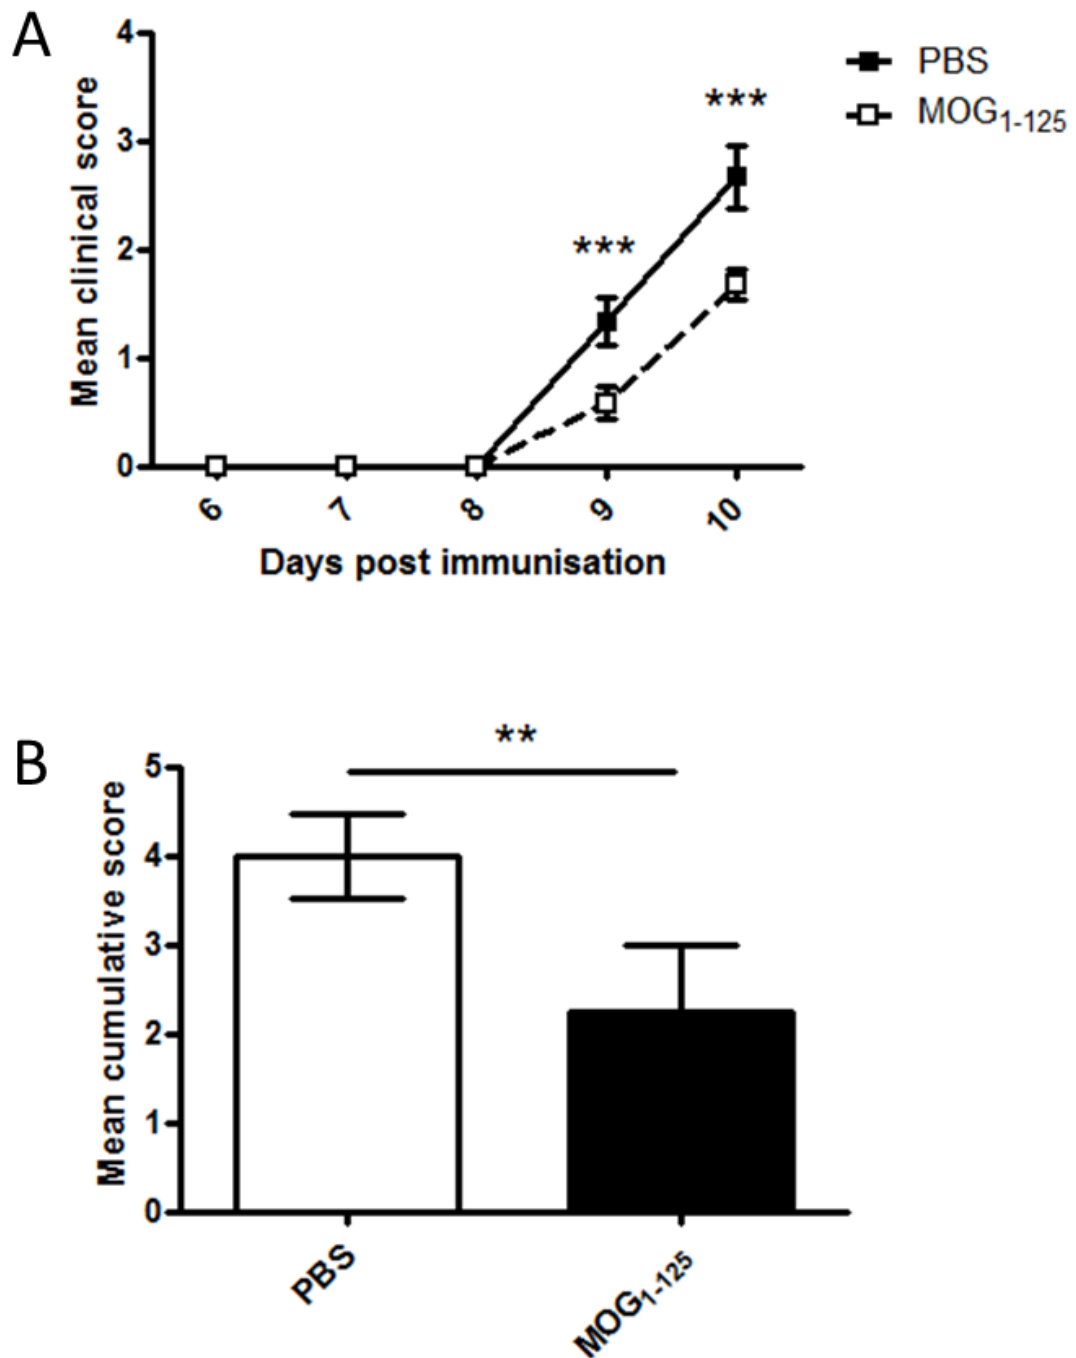 A
4
3
2
1
0
Mean clinical score
***
***
PBS
MOG1-125
6 7 8 9 10
Days post immunisation
B
**
5
4
3
2
1
0
Mean cumulative score
PBS MOG1-125